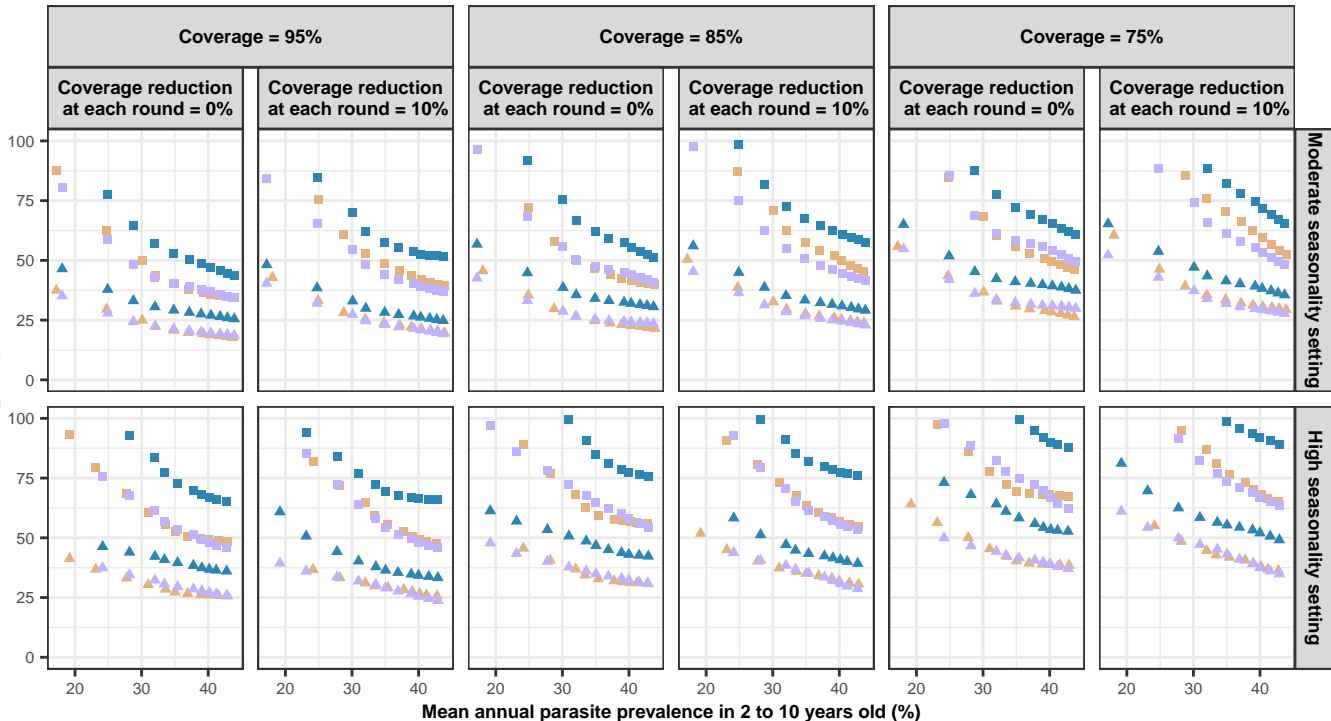 Coverage = 95%
Coverage = 85%
Coverage = 75%
Coverage reduction
at each round = 0%
Coverage reduction
at each round = 10%
Coverage reduction
at each round = 0%
Coverage reduction
at each round = 10%
Coverage reduction
at each round = 0%
Coverage reduction
at each round = 10%
100
75
50
25
0
Moderate seasonality setting
100
75
50
25
0
High seasonality setting
20 30 40 20 30 40 20 30 40 20 30 40 20 30 40 20 30 40
Mean annual parasite prevalence in 2 to 10 years old (%)